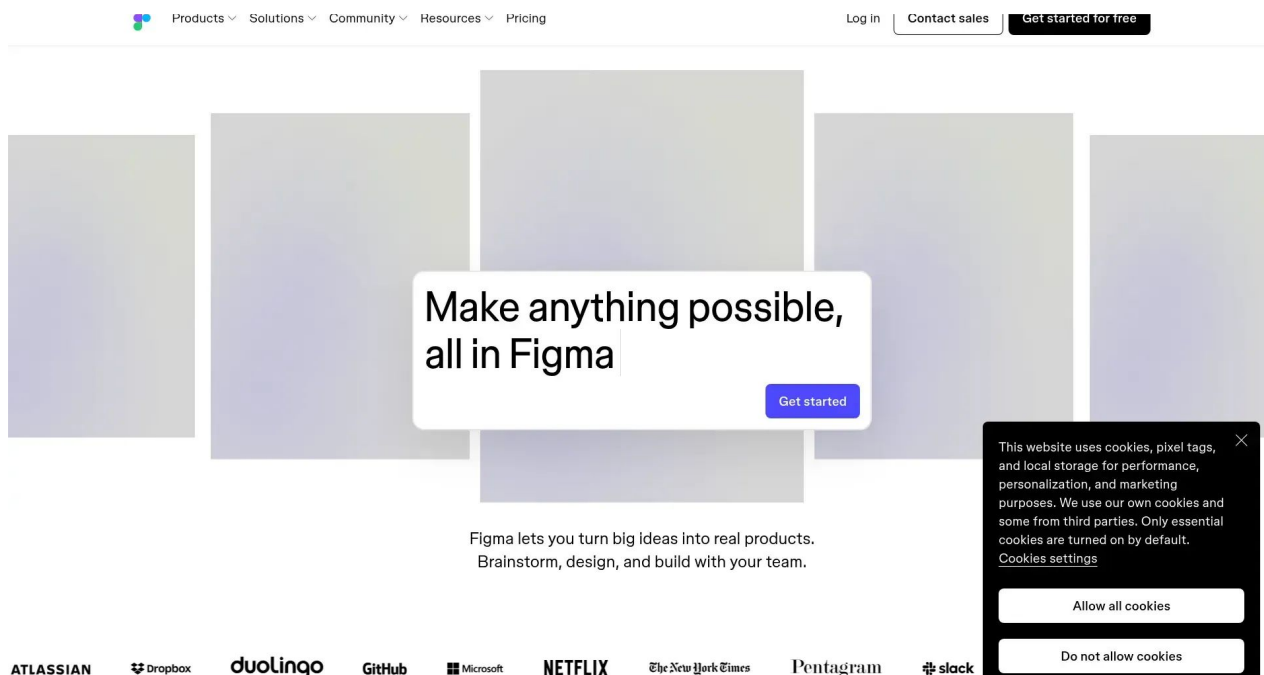 Products Solutions Community Resources Pricing Log in Contact sales Get started for free
Make anything possible,
all in Figma
Get started
Figma lets you turn big ideas into real products.
Brainstorm, design, and build with your team.
This website uses cookies, pixel tags,
and local storage for performance,
personalization, and marketing
purposes. We use our own cookies and
some from third parties. Only essential
cookies are turned on by default.
Cookies settings
Allow all cookies
Do not allow cookies
ATLASSIAN Dropbox duolingo GitHub Microsoft NETFLIX The New York Times Pentagram slack